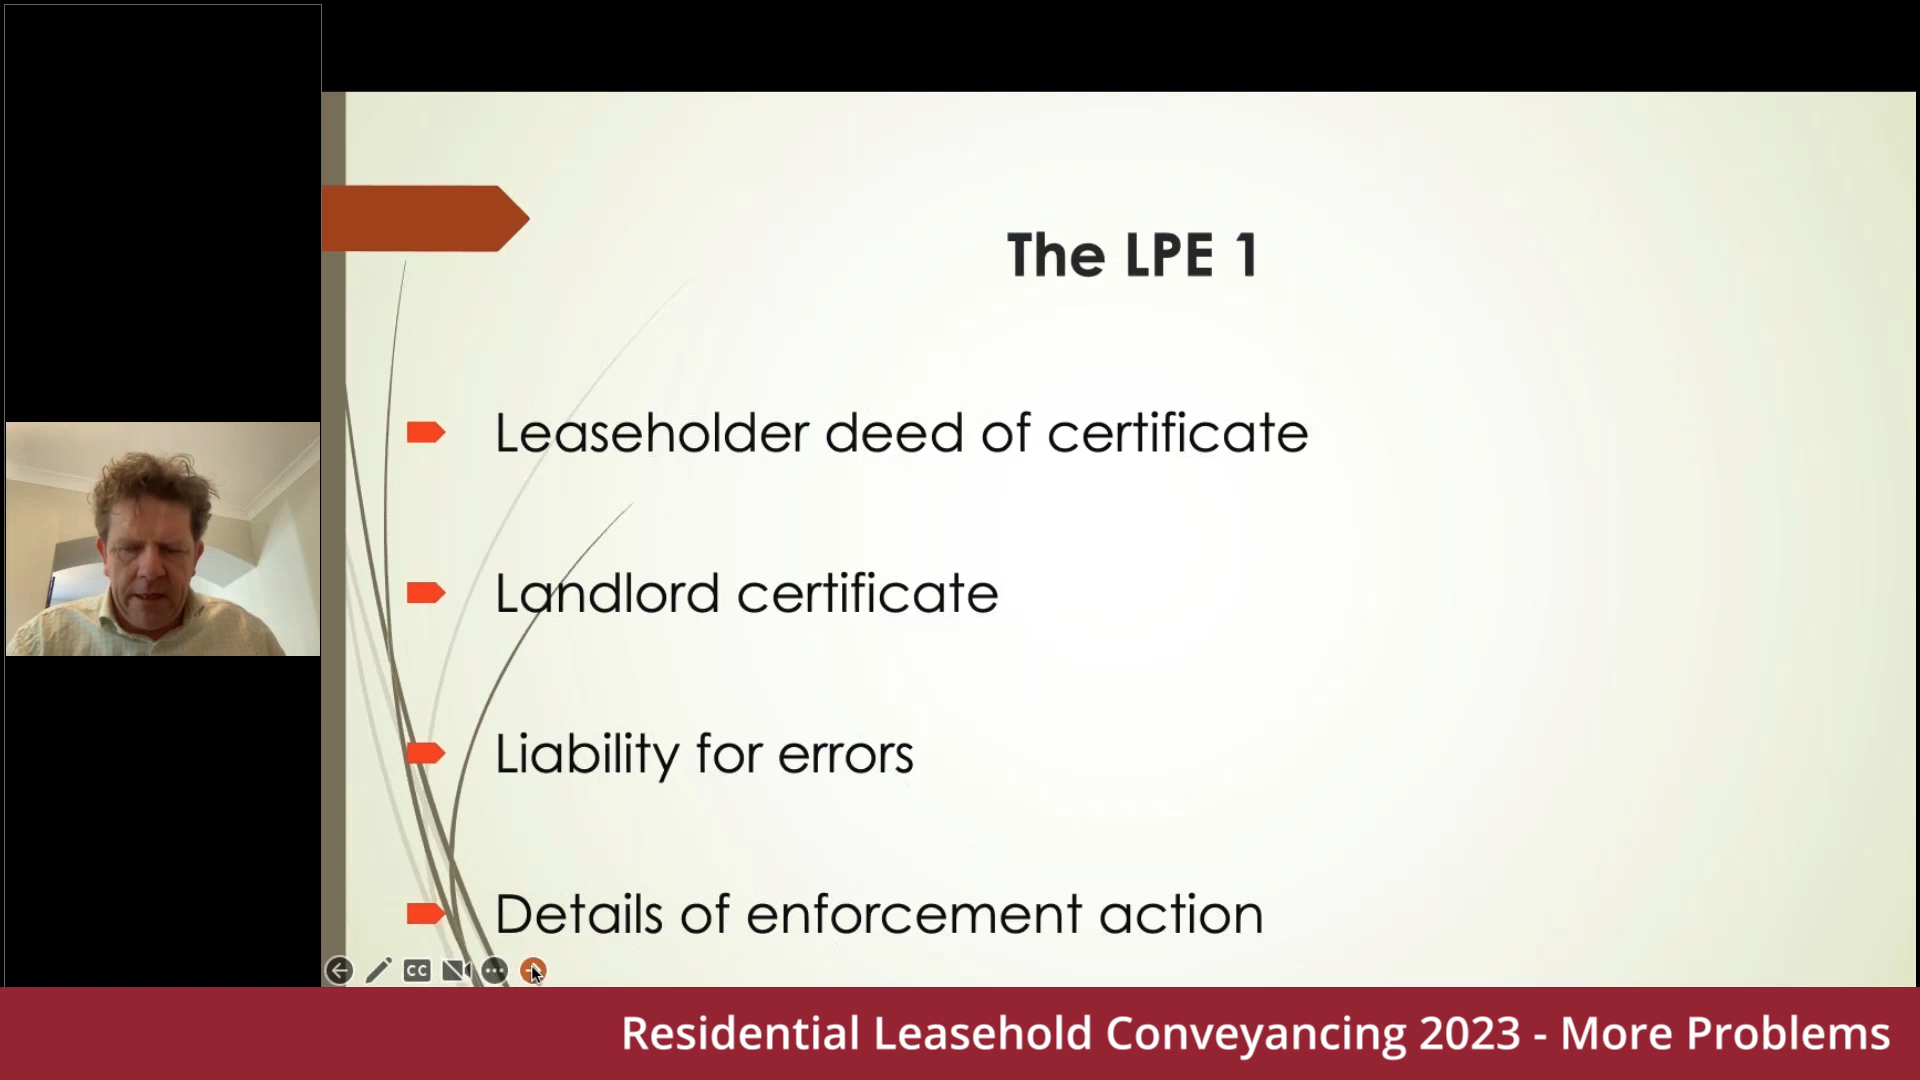 The LPE 1
Leaseholder deed of certificate
Landlord certificate
Liability for errors
Details of enforcement action
CC
Residential Leasehold Conveyancing 2023 - More Problems